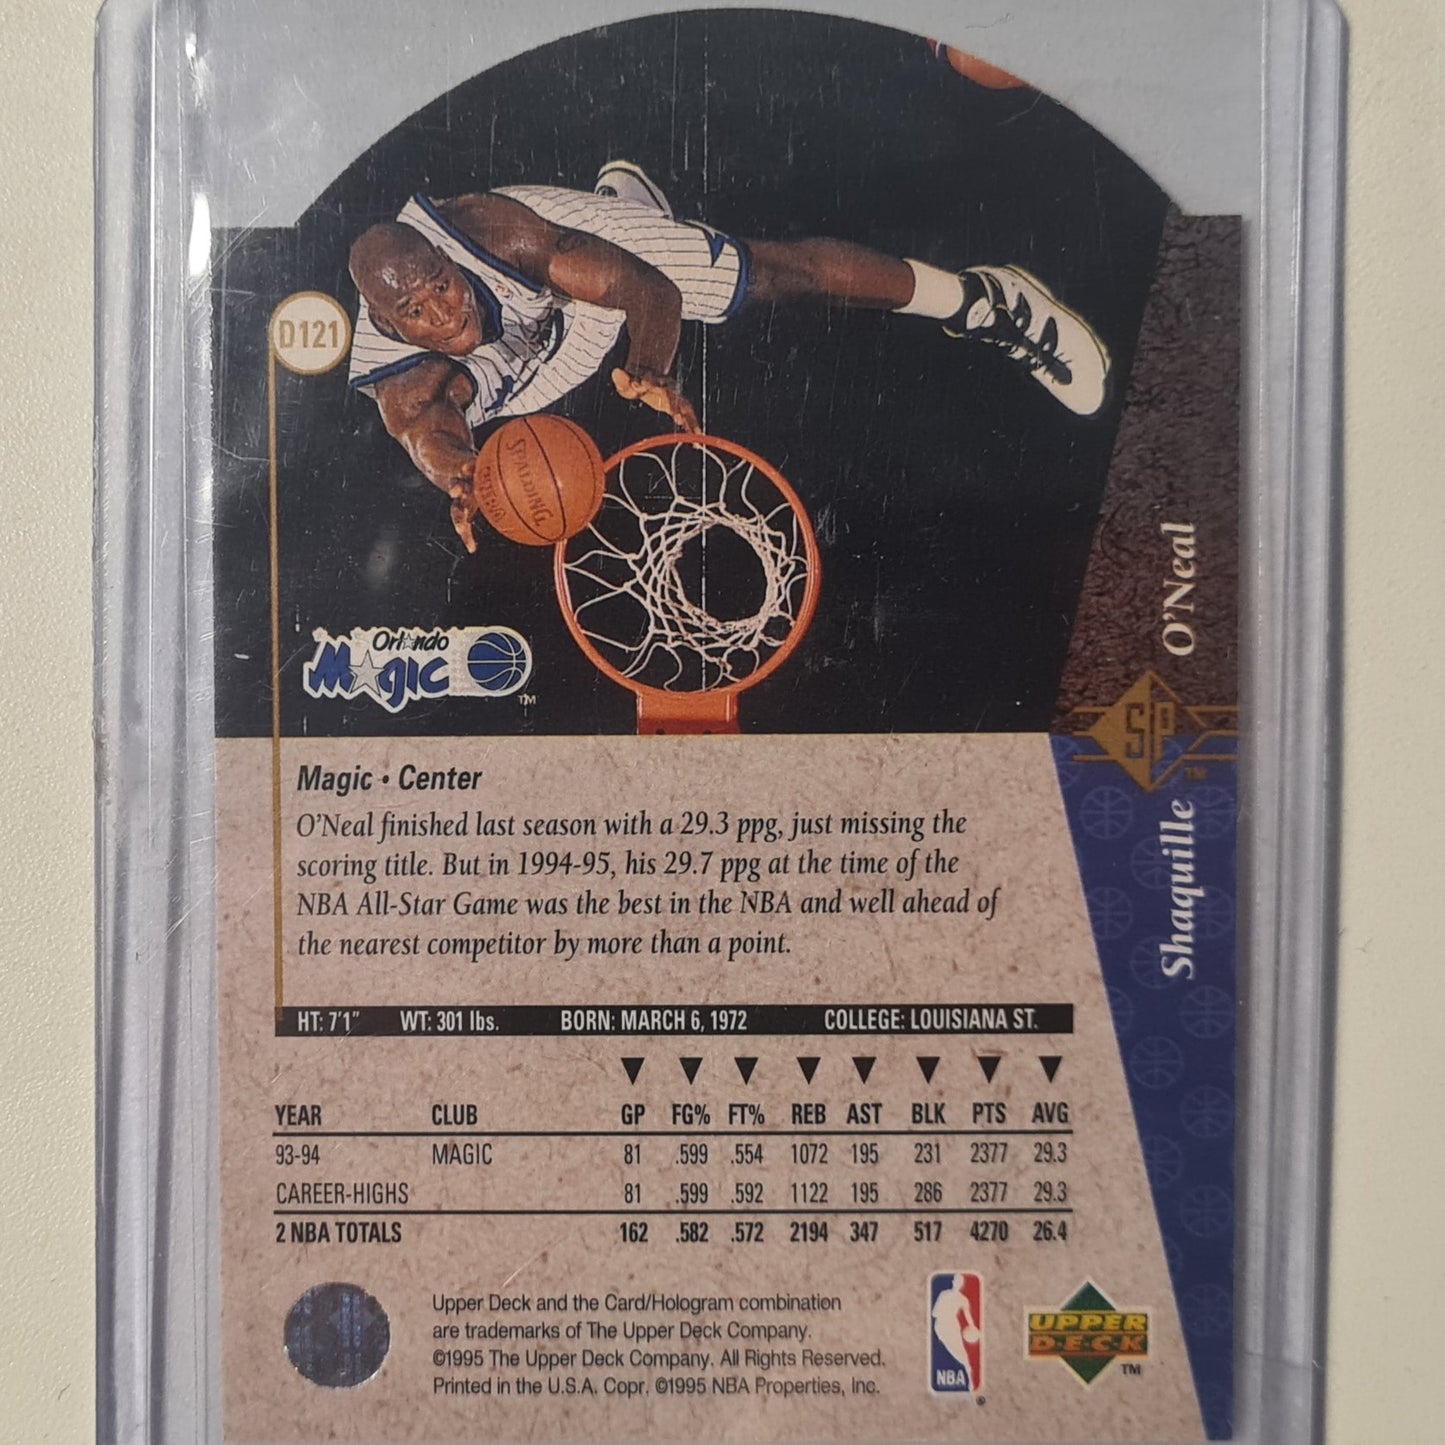 D121
SPALDING
Orlando
Magic
TM
O'Neal
SP
TM
Shaquille
Magic • Center
O'Neal finished last season with a 29.3 ppg, just missing the
scoring title. But in 1994-95, his 29.7 ppg at the time of the
NBA All-Star Game was the best in the NBA and well ahead of
the nearest competitor by more than a point.
HT: 7'1" WT: 301 lbs. BORN: MARCH 6, 1972 COLLEGE: LOUISIANA ST.
YEAR CLUB GP FG% FT% REB AST BLK PTS AVG
93-94 MAGIC 81 .599 .554 1072 195 231 2377 29.3
CAREER-HIGHS 81 .599 .592 1122 195 286 2377 29.3
2 NBA TOTALS 162 .582 .572 2194 347 517 4270 26.4
Upper Deck and the Card/Hologram combination
are trademarks of The Upper Deck Company.
©1995 The Upper Deck Company. All Rights Reserved.
Printed in the U.S.A. Copr. ©1995 NBA Properties, Inc.
NBA
®
UPPER
DECK
TM